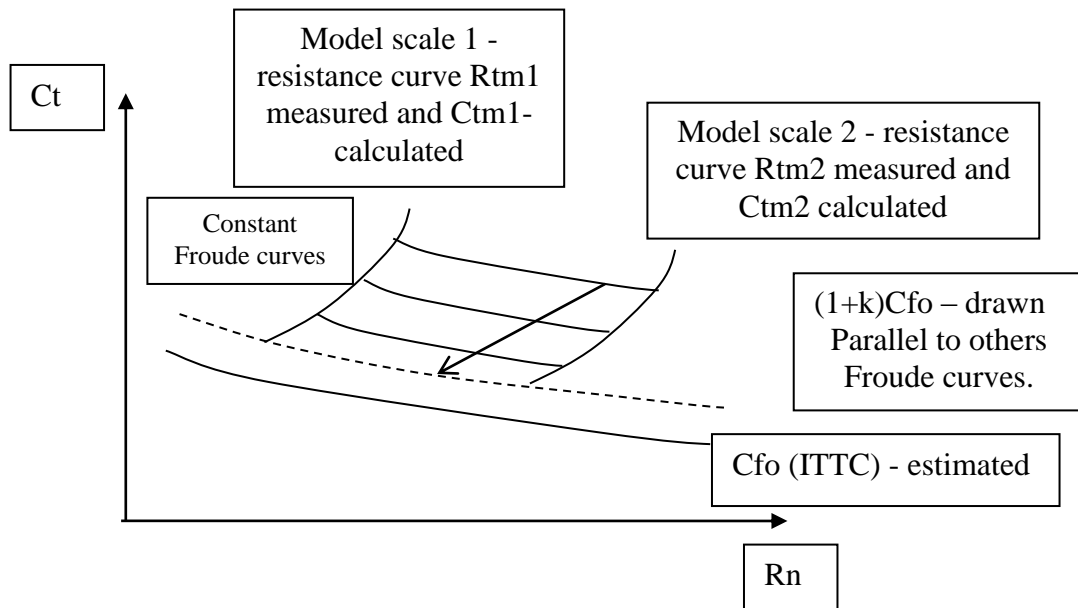 Model scale 1 -
resistance curve Rtm1
measured and Ctm1-
calculated
Ct
Model scale 2 - resistance
curve Rtm2 measured and
Ctm2 calculated
Constant
Froude curves
(1+k)Cfo – drawn
Parallel to others
Froude curves.
Cfo (ITTC) - estimated
Rn